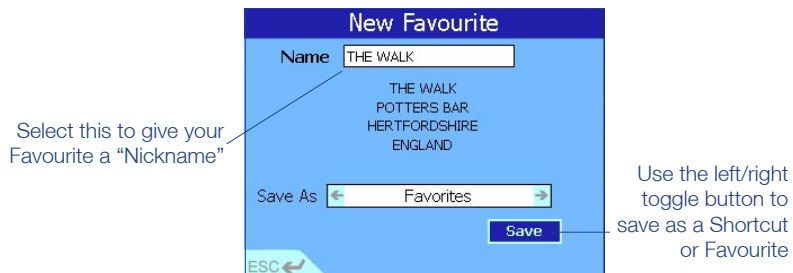 New Favourite
Name THE WALK
THE WALK
POTTERS BAR
HERTFORDSHIRE
ENGLAND
Select this to give your
Favourite a “Nickname”
Save As Favorites
Save
Use the left/right
toggle button to
save as a Shortcut
or Favourite
ESC